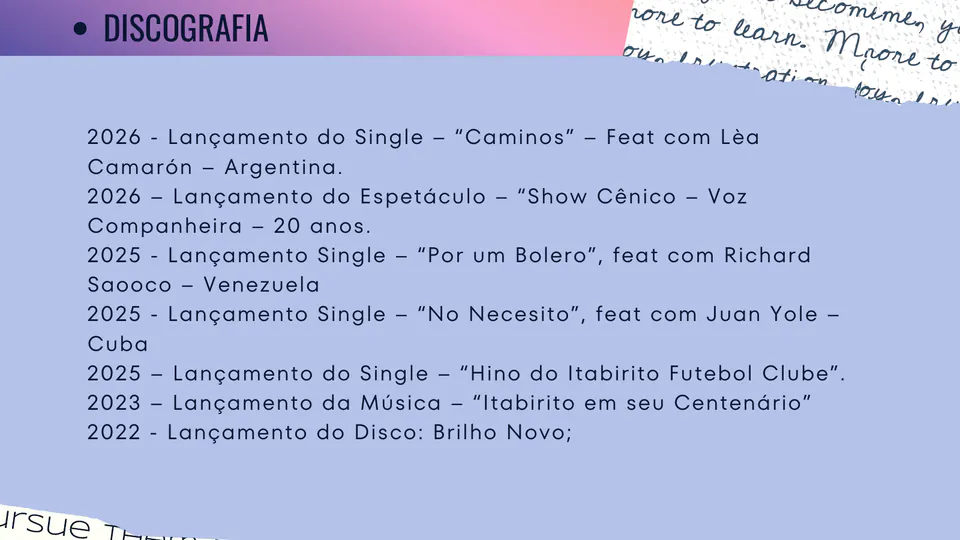 • DISCOGRAFIA
more to learn. Mrore to
2026 - Lançamento do Single – “Caminos” – Feat com Lèa
Camarón – Argentina.
2026 – Lançamento do Espetáculo – “Show Cênico – Voz
Companheira – 20 anos.
2025 - Lançamento Single – “Por um Bolero”, feat com Richard
Saooco – Venezuela
2025 - Lançamento Single – “No Necesito”, feat com Juan Yole –
Cuba
2025 – Lançamento do Single – “Hino do Itabirito Futebol Clube”.
2023 – Lançamento da Música – “Itabirito em seu Centenário”
2022 - Lançamento do Disco: Brilho Novo;